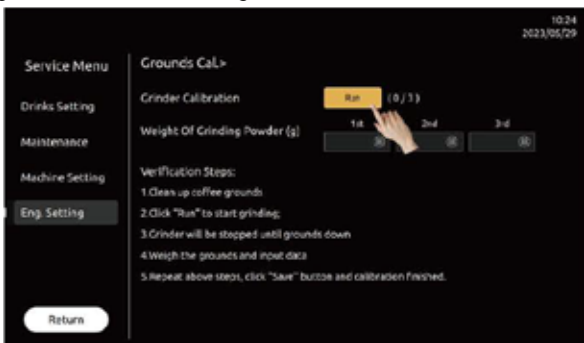 10:24
2023/05/29
Service Menu
Grounds Cal.>
Grinder Calibration
Run (0/3)
Drinks Setting
1st 2nd 3rd
Weight Of Grinding Powder (g)
Maintenance
Verification Steps:
Machine Setting
1.Clean up coffee grounds
Eng. Setting
2.Click "Run" to start grinding;
3.Grinder will be stopped until grounds down
4.Weigh the grounds and input data
5.Repeat above steps, click "Save" button and calibration finished.
Return